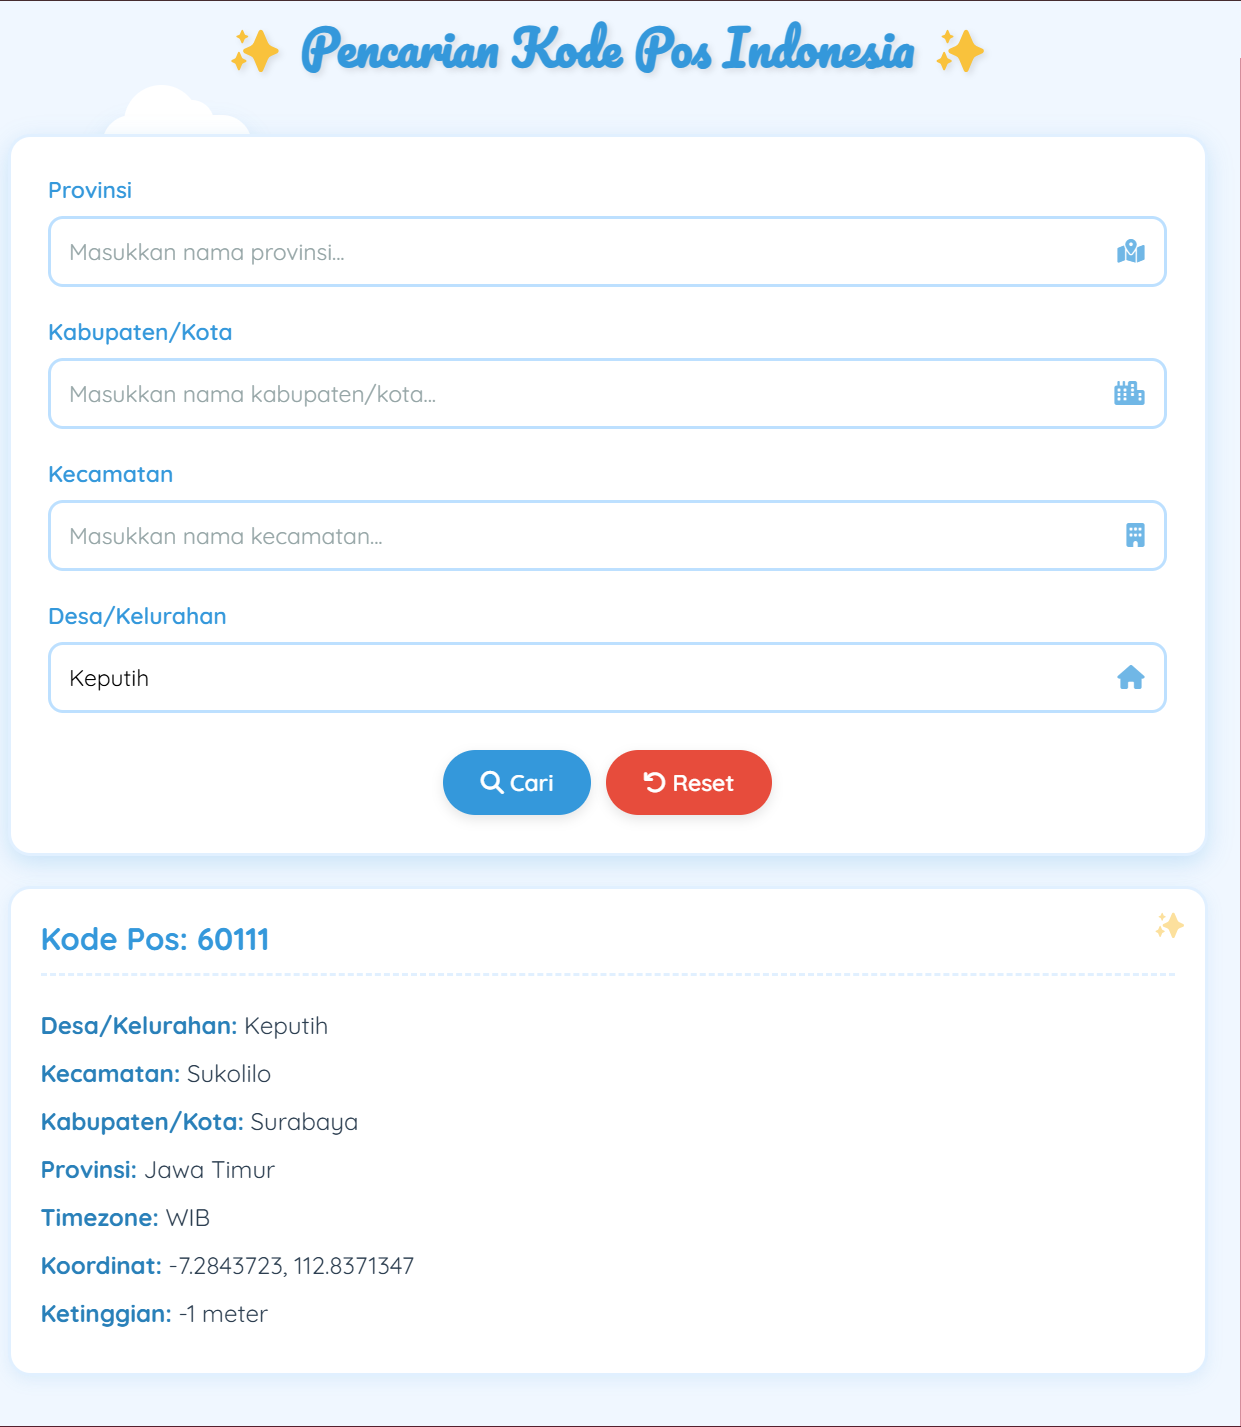 Pencarian Kode Pos Indonesia
Provinsi
Masukkan nama provinsi...
Kabupaten/Kota
Masukkan nama kabupaten/kota...
Kecamatan
Masukkan nama kecamatan...
Desa/Kelurahan
Keputih
Cari Reset
Kode Pos: 60111
Desa/Kelurahan: Keputih
Kecamatan: Sukolilo
Kabupaten/Kota: Surabaya
Provinsi: Jawa Timur
Timezone: WIB
Koordinat: -7.2843723, 112.8371347
Ketinggian: -1 meter